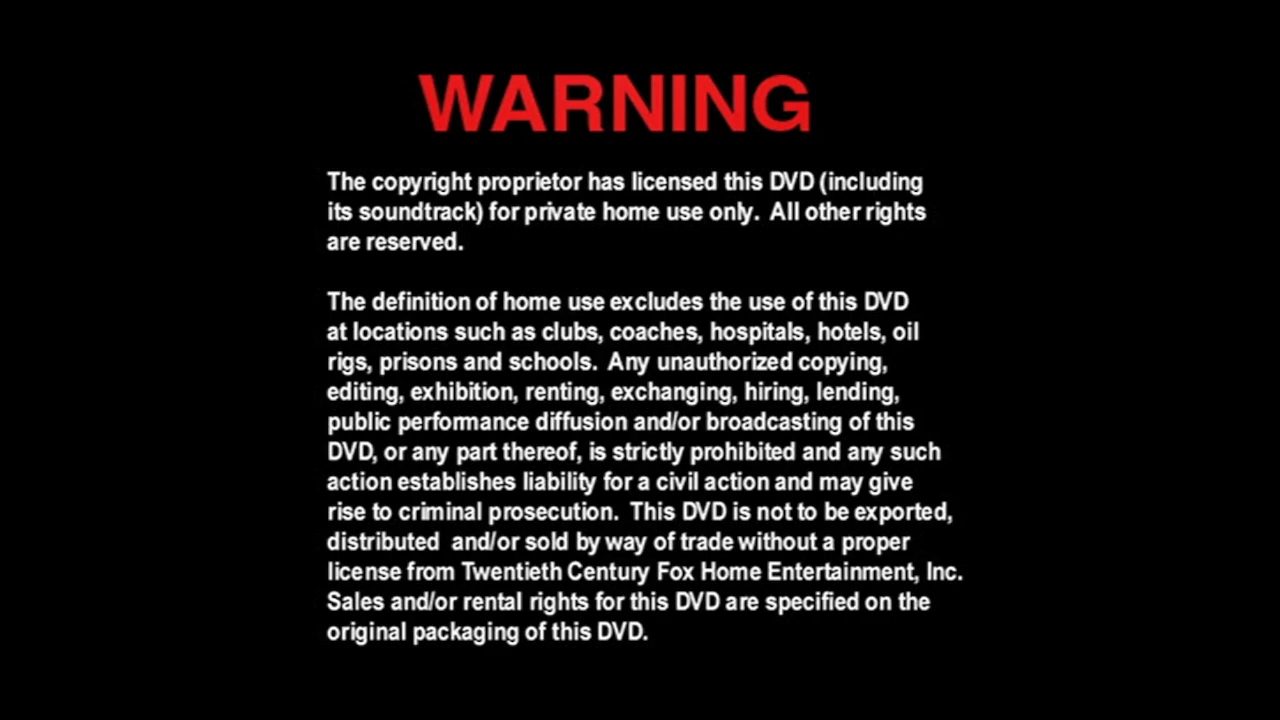 WARNING
The copyright proprietor has licensed this DVD (including
its soundtrack) for private home use only.  All other rights
are reserved.
The definition of home use excludes the use of this DVD
at locations such as clubs, coaches, hospitals, hotels, oil
rigs, prisons and schools.  Any unauthorized copying,
editing, exhibition, renting, exchanging, hiring, lending,
public performance diffusion and/or broadcasting of this
DVD, or any part thereof, is strictly prohibited and any such
action establishes liability for a civil action and may give
rise to criminal prosecution.  This DVD is not to be exported,
distributed  and/or sold by way of trade without a proper
license from Twentieth Century Fox Home Entertainment, Inc.
Sales and/or rental rights for this DVD are specified on the
original packaging of this DVD.